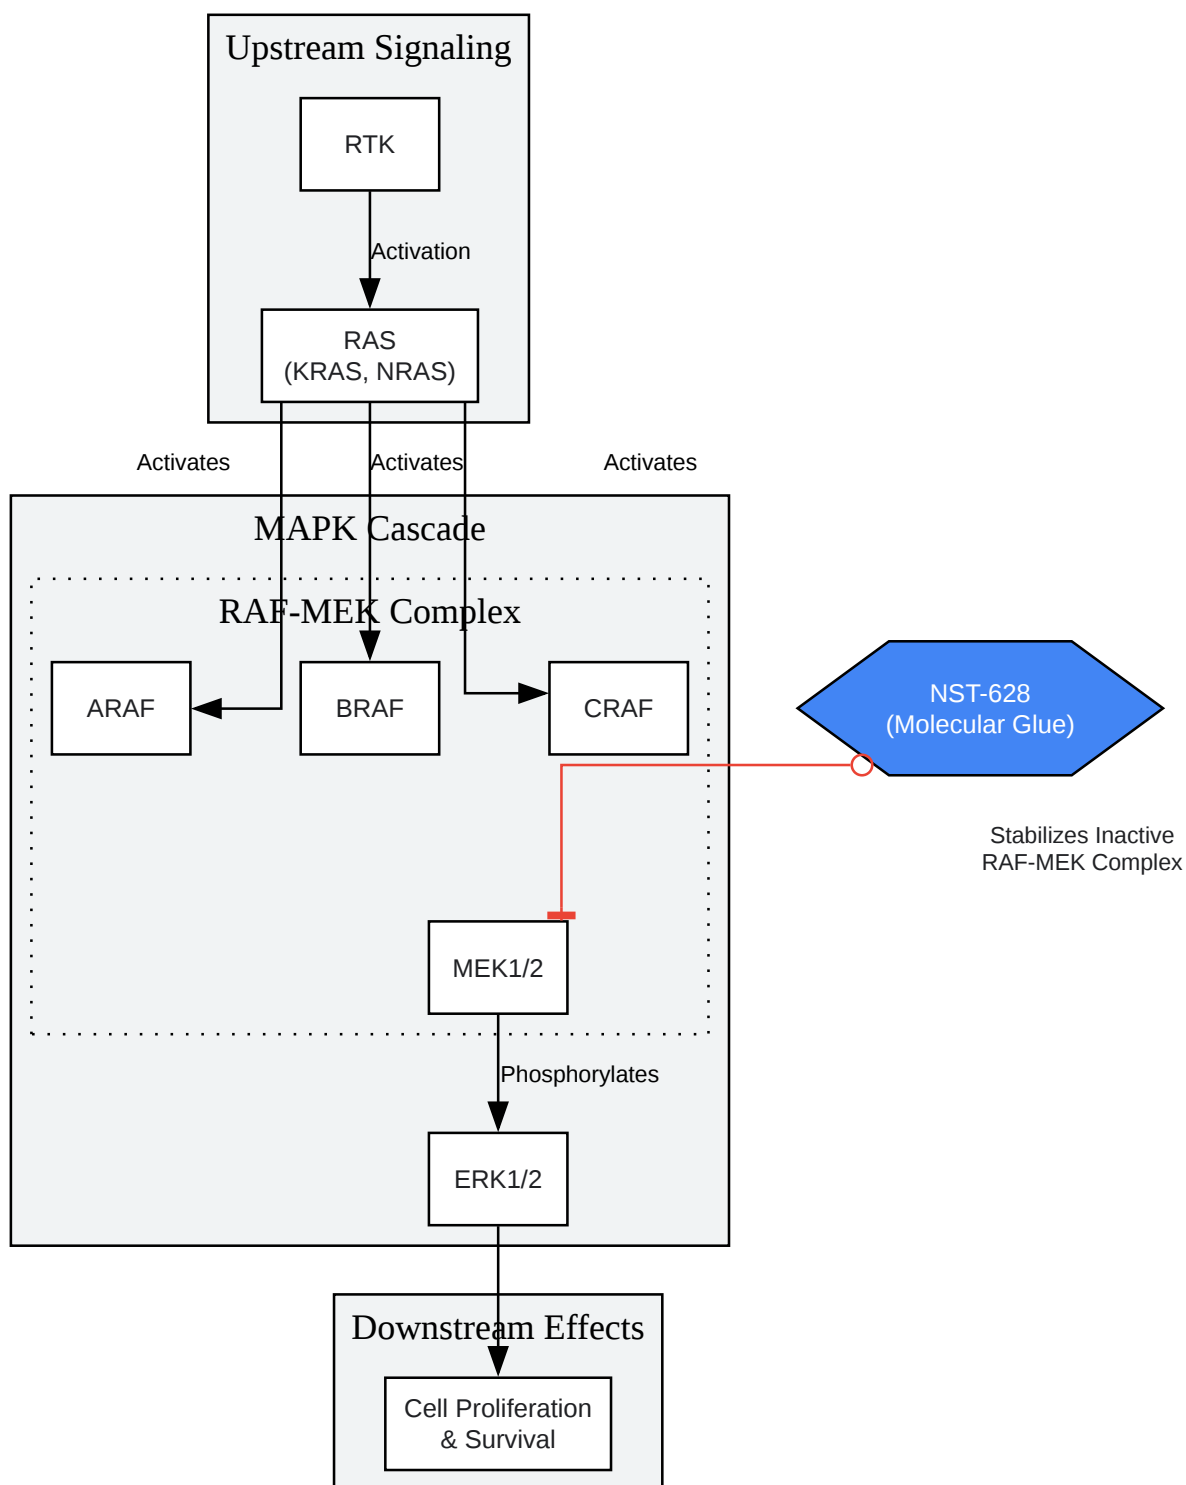 Upstream Signaling
RTK
Activation
RAS
(KRAS, NRAS)
Activates
Activates
Activates
MAPK Cascade
RAF-MEK Complex
ARAF
BRAF
CRAF
NST-628
(Molecular Glue)
Stabilizes Inactive
RAF-MEK Complex
MEK1/2
Phosphorylates
ERK1/2
Downstream Effects
Cell Proliferation
& Survival